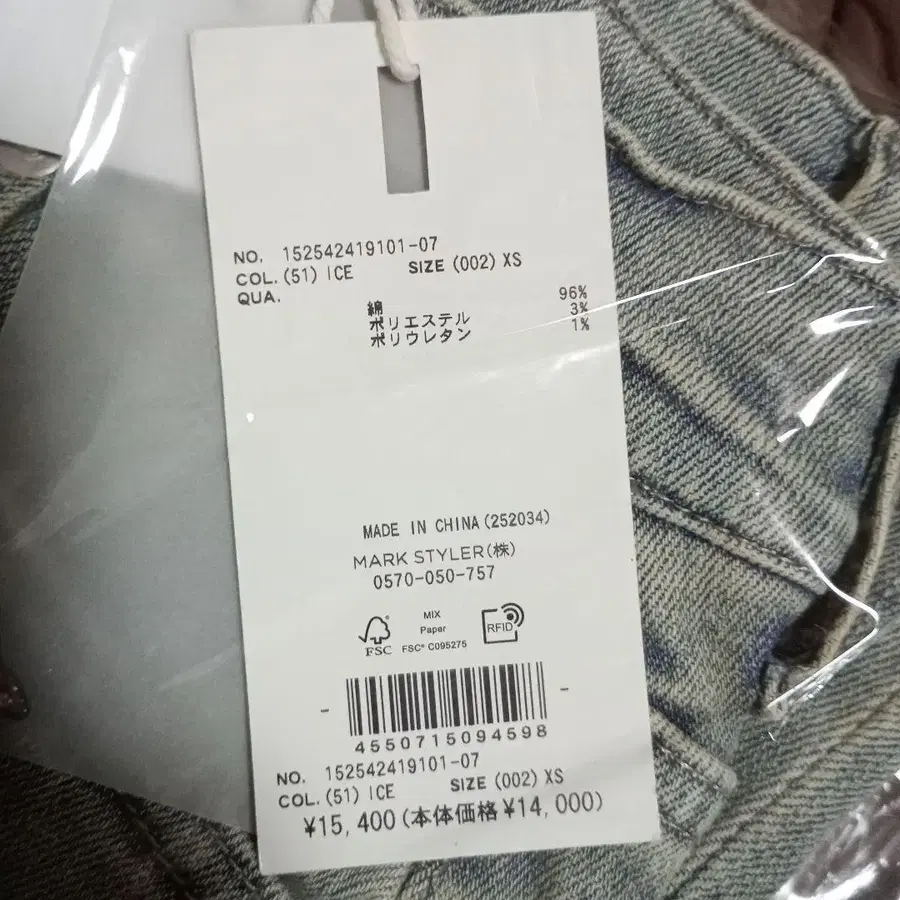 NO. 152542419101-07
COL. (51) ICE SIZE (002) XS
QUA.
綿 96%
ポリエステル 3%
ポリウレタン 1%
MADE IN CHINA (252034)
MARK STYLER(株)
0570-050-757
FSC
MIX
Paper
FSC® C095275
RFID
4550715094598
NO. 152542419101-07
COL. (51) ICE SIZE (002) XS
¥15,400(本体価格¥14,000)